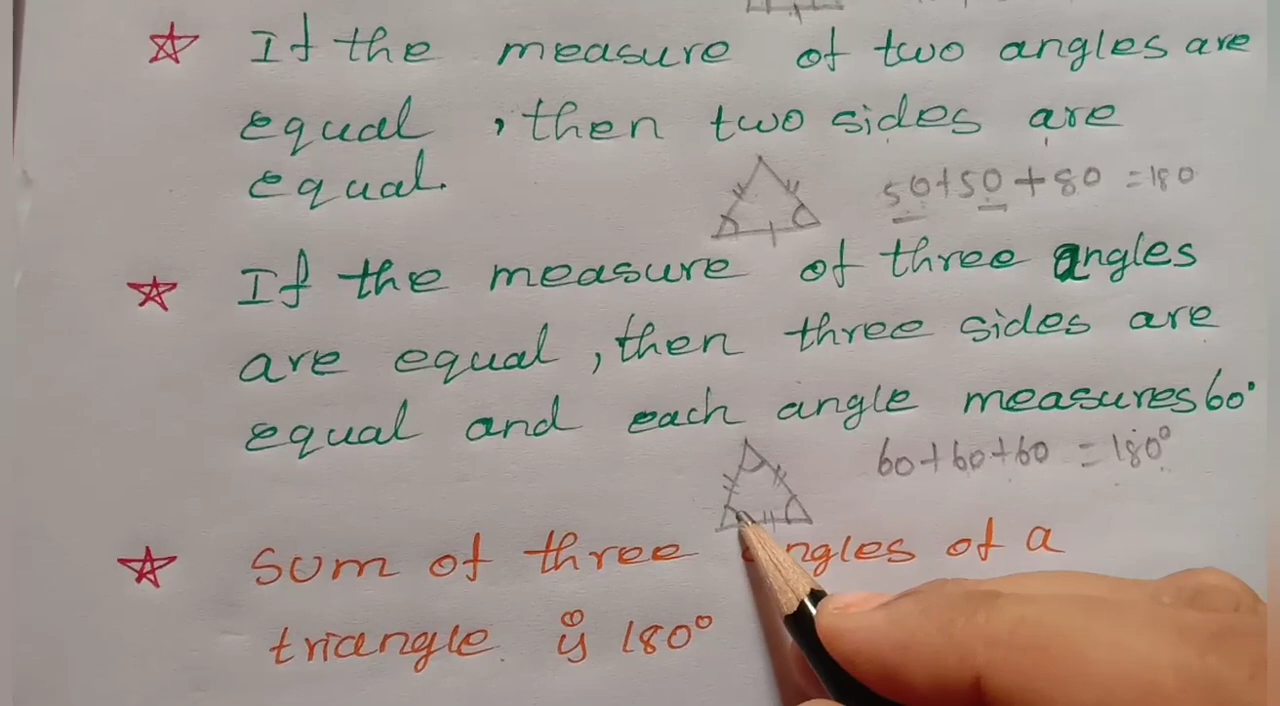 If the measure of two angles are
equal, then two sides are
equal.
50+50+80=180
If the measure of three angles
are equal, then three sides are
equal and each angle measures 60°
60+60+60=180°
Sum of three angles of a
triangle is 180°